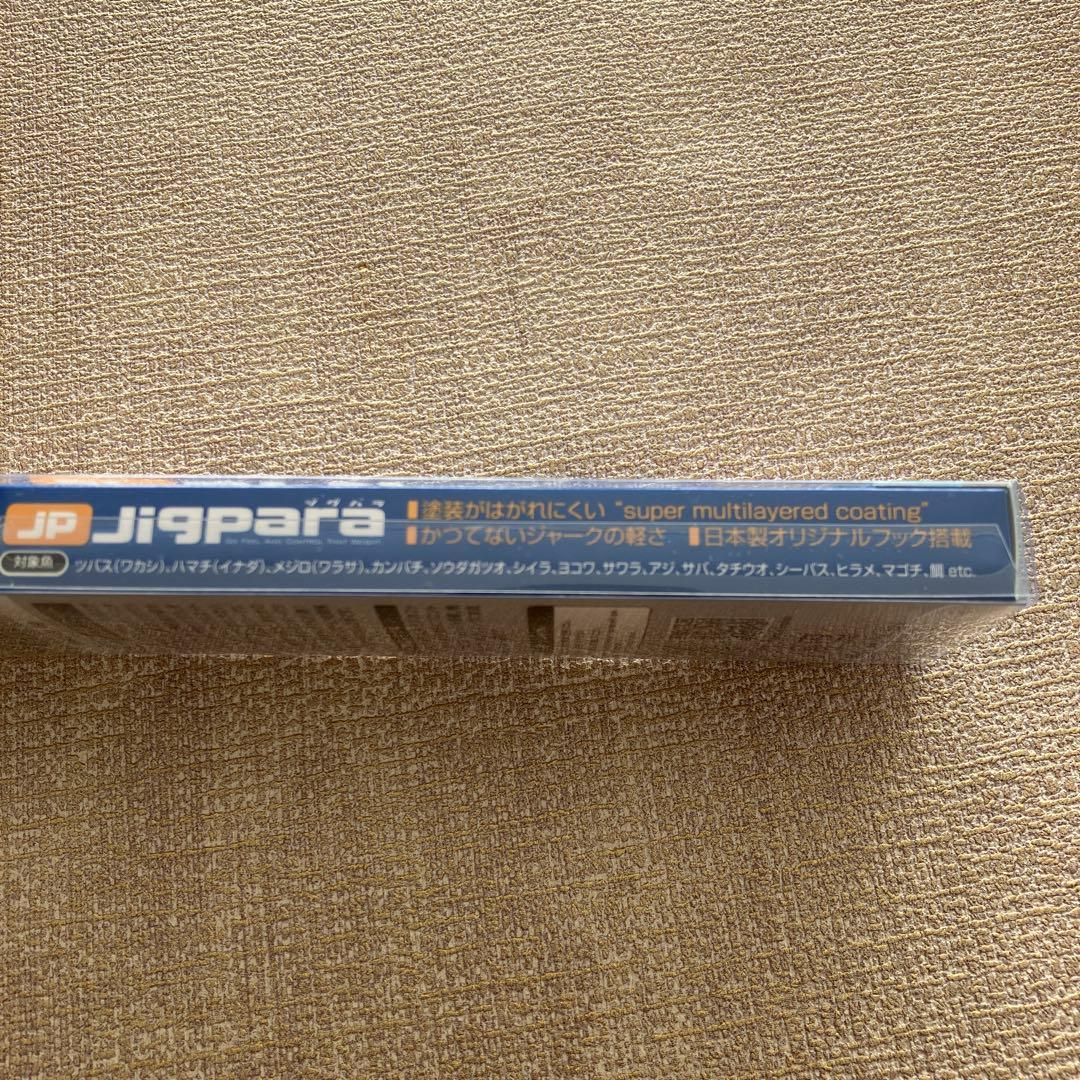 ジグパラ
JP Jigpara
塗装がはがれにくい "super multilayered coating"
かつてないジャークの軽さ 日本製オリジナルフック搭載
対象魚 ツバス(ワカシ)、ハマチ(イナダ)、メジロ(ワラサ)、カンパチ、ソウダガツオ、シイラ、ヨコワ、サワラ、アジ、サバ、タチウオ、シーバス、ヒラメ、マゴチ、鯛 etc.